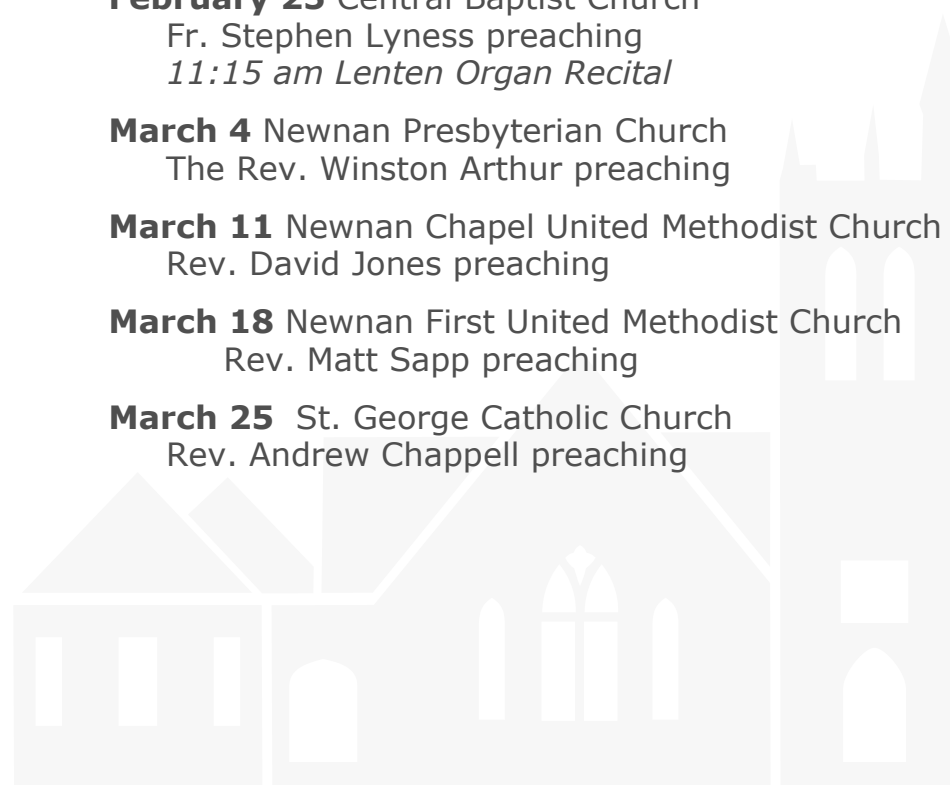 February 25 Central Baptist Church
Fr. Stephen Lyness preaching
11:15 am Lenten Organ Recital
March 4 Newnan Presbyterian Church
The Rev. Winston Arthur preaching
March 11 Newnan Chapel United Methodist Church
Rev. David Jones preaching
March 18 Newnan First United Methodist Church
Rev. Matt Sapp preaching
March 25 St. George Catholic Church
Rev. Andrew Chappell preaching